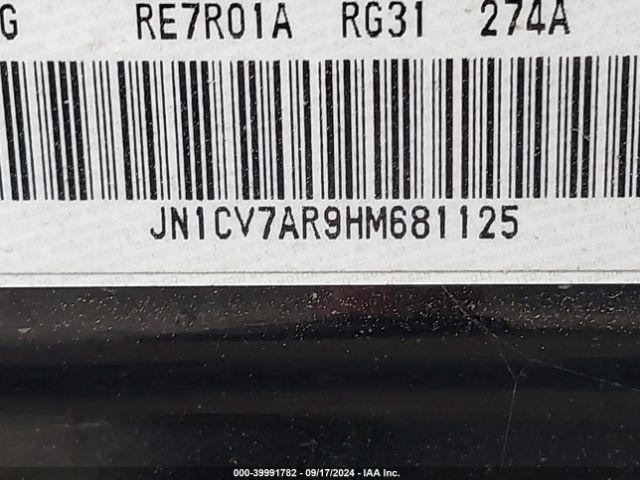 G RE7R01A RG31 274A
JN1CV7AR9HM681125
000-39991782 - 09/17/2024 - IAA Inc.